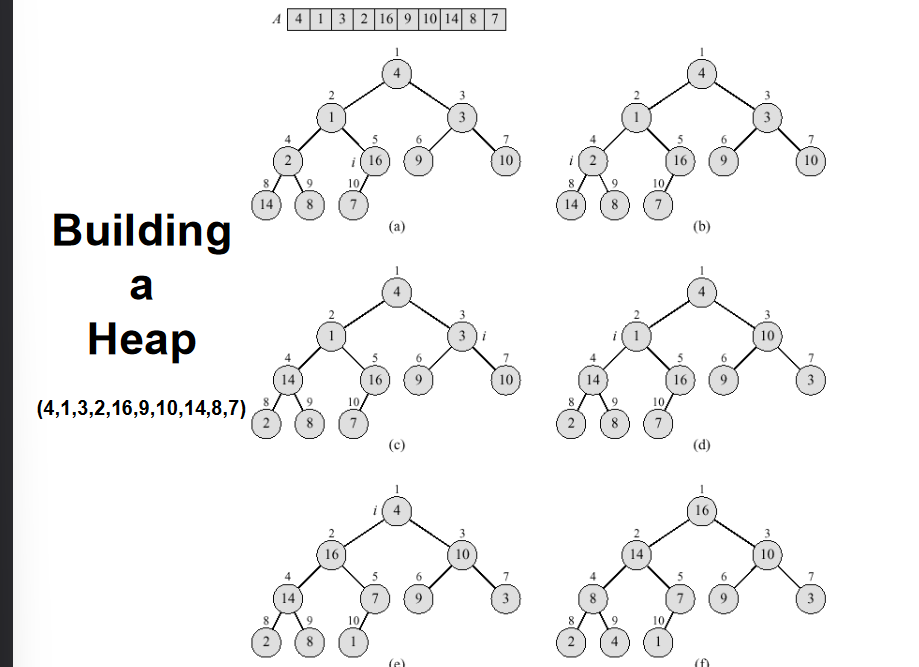 A 4 1 3 2 16 9 10 14 8 7
1 1
4 4
2 3 2 3
1 3 1 3
4 5 6 7 4 5 6 7
2 i 16 9 10 i 2 16 9 10
8 9 10 8 9 10
14 8 7 14 8 7
(a) (b)
Building
a
Heap
(4,1,3,2,16,9,10,14,8,7)
1 1
4 4
2 3 2 3
1 3 i i 1 10
4 5 6 7 4 5 6 7
14 16 9 10 14 16 9 3
8 9 10 8 9 10
2 8 7 2 8 7
(c) (d)
1 1
i 4 16
2 3 2 3
16 10 14 10
4 5 6 7 4 5 6 7
14 7 9 3 8 7 9 3
8 9 10 8 9 10
2 8 1 2 4 1
(e) (f)